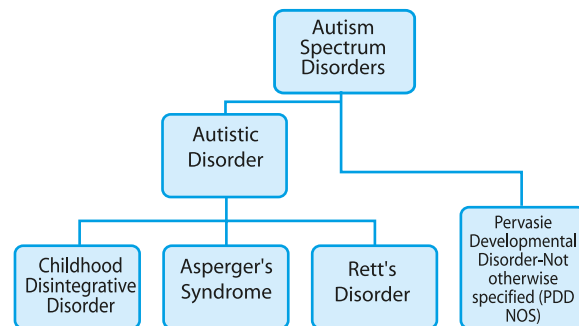 Autism
Spectrum
Disorders
Autistic
Disorder
Childhood
Disintegrative
Disorder
Asperger's
Syndrome
Rett's
Disorder
Pervasie
Developmental
Disorder-Not
otherwise
specified (PDD
NOS)